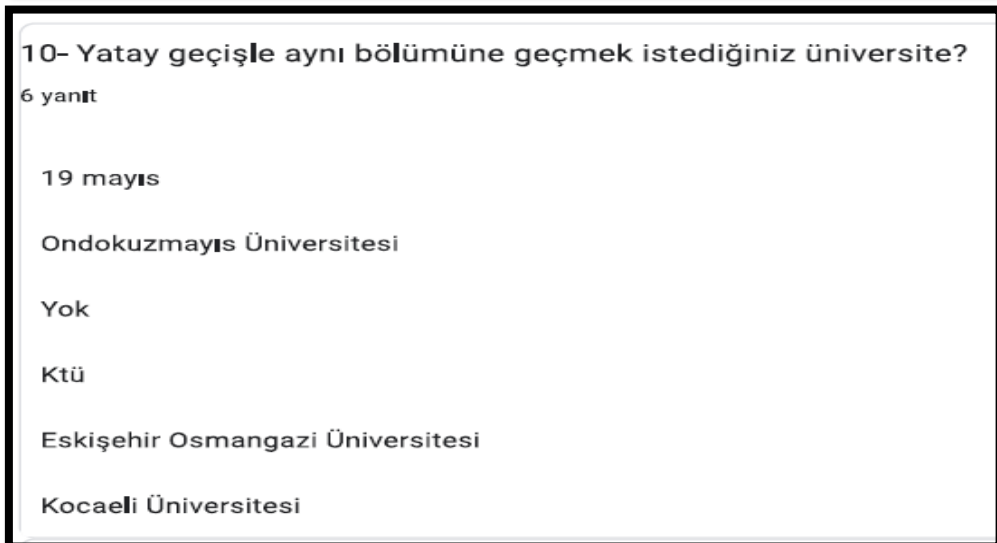 10- Yatay geçişle aynı bölümüne geçmek istediğiniz üniversite?
6 yanıt
19 mayıs
Ondokuzmayıs Üniversitesi
Yok
Ktü
Eskişehir Osmangazi Üniversitesi
Kocaeli Üniversitesi